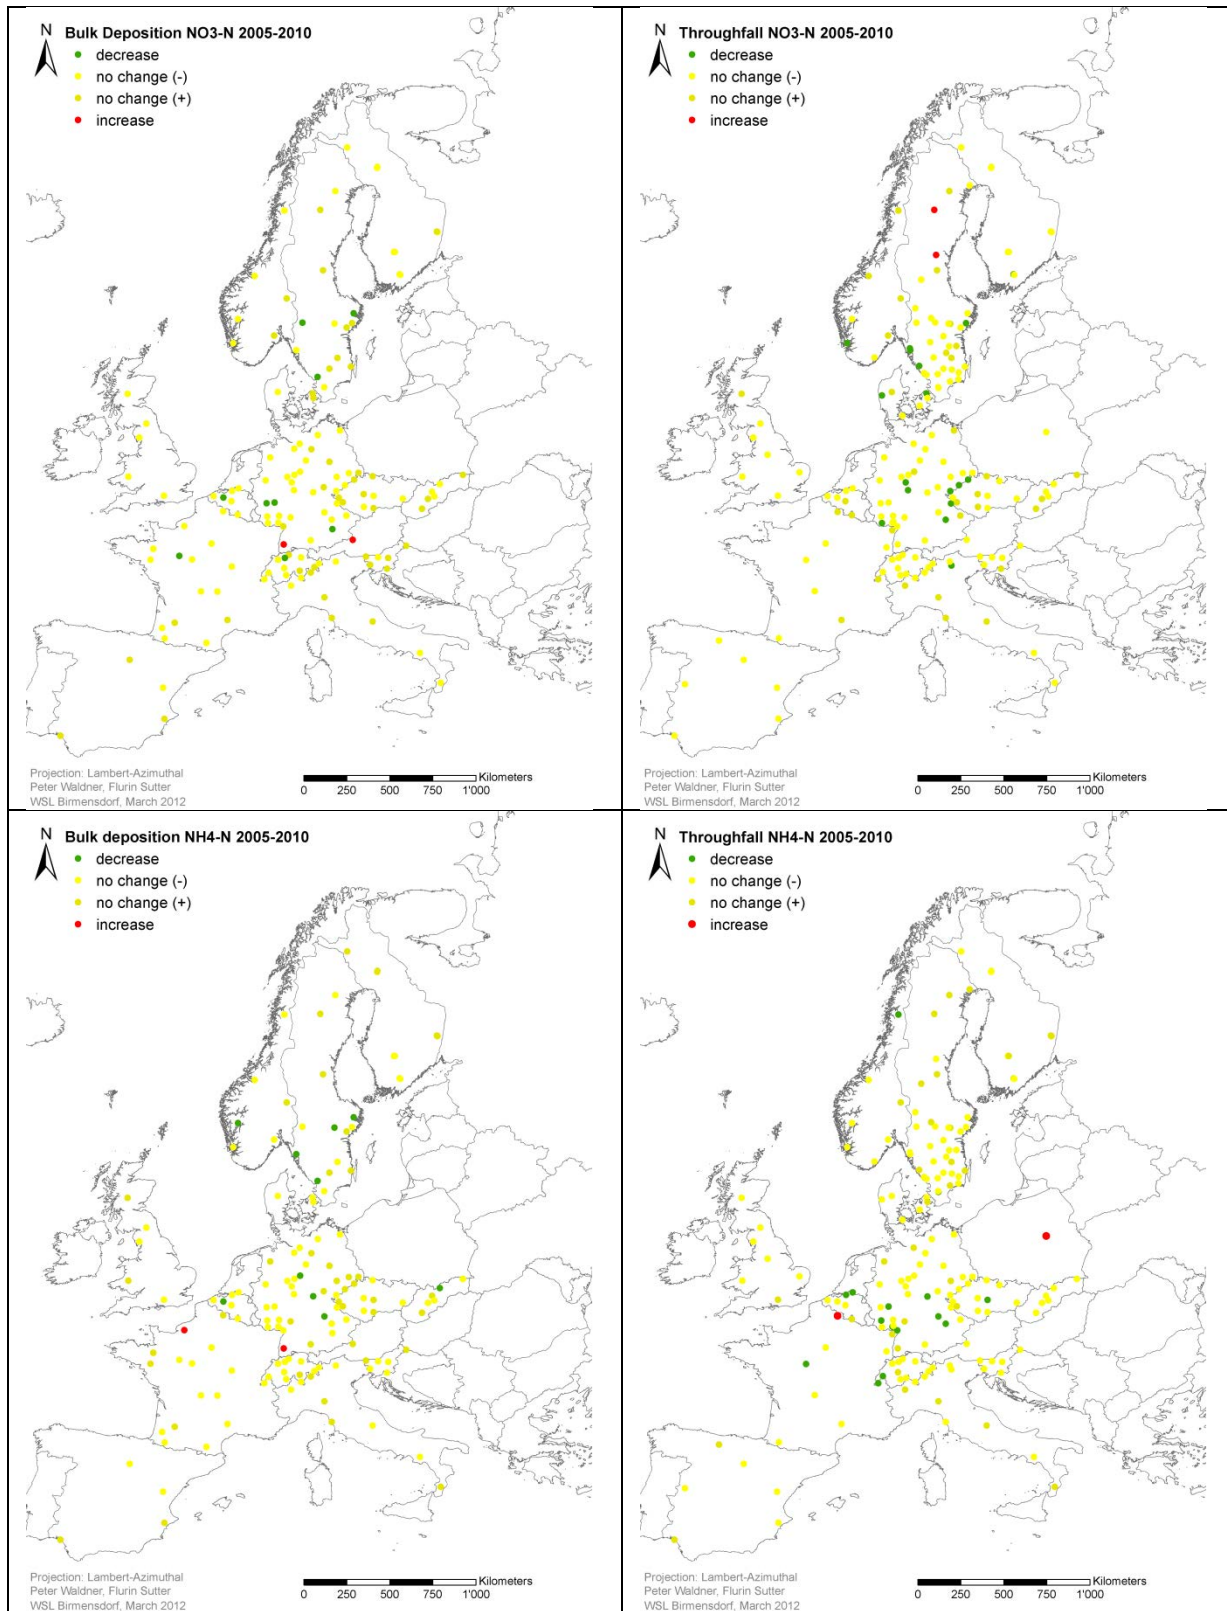 N
Bulk Deposition NO3-N 2005-2010
decrease
no change (-)
no change (+)
increase
Projection: Lambert-Azimuthal
Peter Waldner, Flurin Sutter
WSL Birmensdorf, March 2012
Kilometers
0 250 500 750 1'000
N
Throughfall NO3-N 2005-2010
decrease
no change (-)
no change (+)
increase
Projection: Lambert-Azimuthal
Peter Waldner, Flurin Sutter
WSL Birmensdorf, March 2012
Kilometers
0 250 500 750 1'000
N
Bulk deposition NH4-N 2005-2010
decrease
no change (-)
no change (+)
increase
Projection: Lambert-Azimuthal
Peter Waldner, Flurin Sutter
WSL Birmensdorf, March 2012
Kilometers
0 250 500 750 1'000
N
Throughfall NH4-N 2005-2010
decrease
no change (-)
no change (+)
increase
Projection: Lambert-Azimuthal
Peter Waldner, Flurin Sutter
WSL Birmensdorf, March 2012
Kilometers
0 250 500 750 1'000